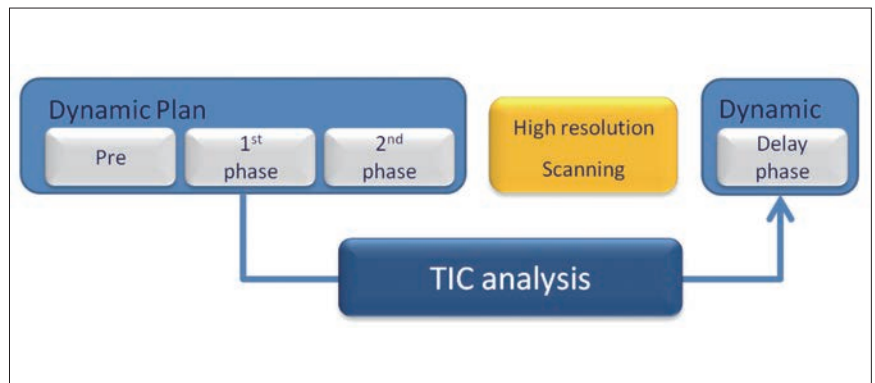 Dynamic Plan
Pre
1st
phase
2nd
phase
High resolution
Scanning
Dynamic
Delay
phase
TIC analysis